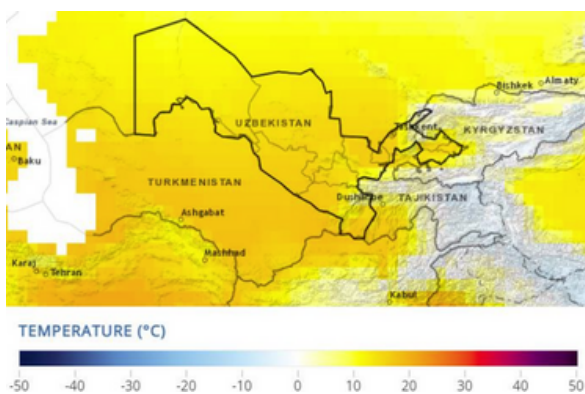 Bishkek
Almaty
Caspian Sea
UZBEKISTAN
Tashkent
KYRGYZSTAN
AN
Baku
TURKMENISTAN
Dushanbe
TAJIKISTAN
Ashgabat
Mashhad
Karaj
Tehran
Kabul
TEMPERATURE (°C)
-50 -40 -30 -20 -10 0 10 20 30 40 50